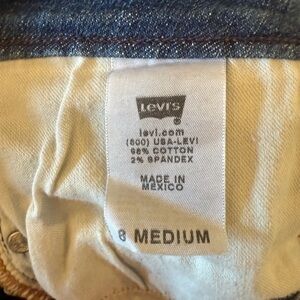 Levi's
levi.com
(800) USA-LEVI
98% COTTON
2% SPANDEX
MADE IN
MEXICO
8 MEDIUM